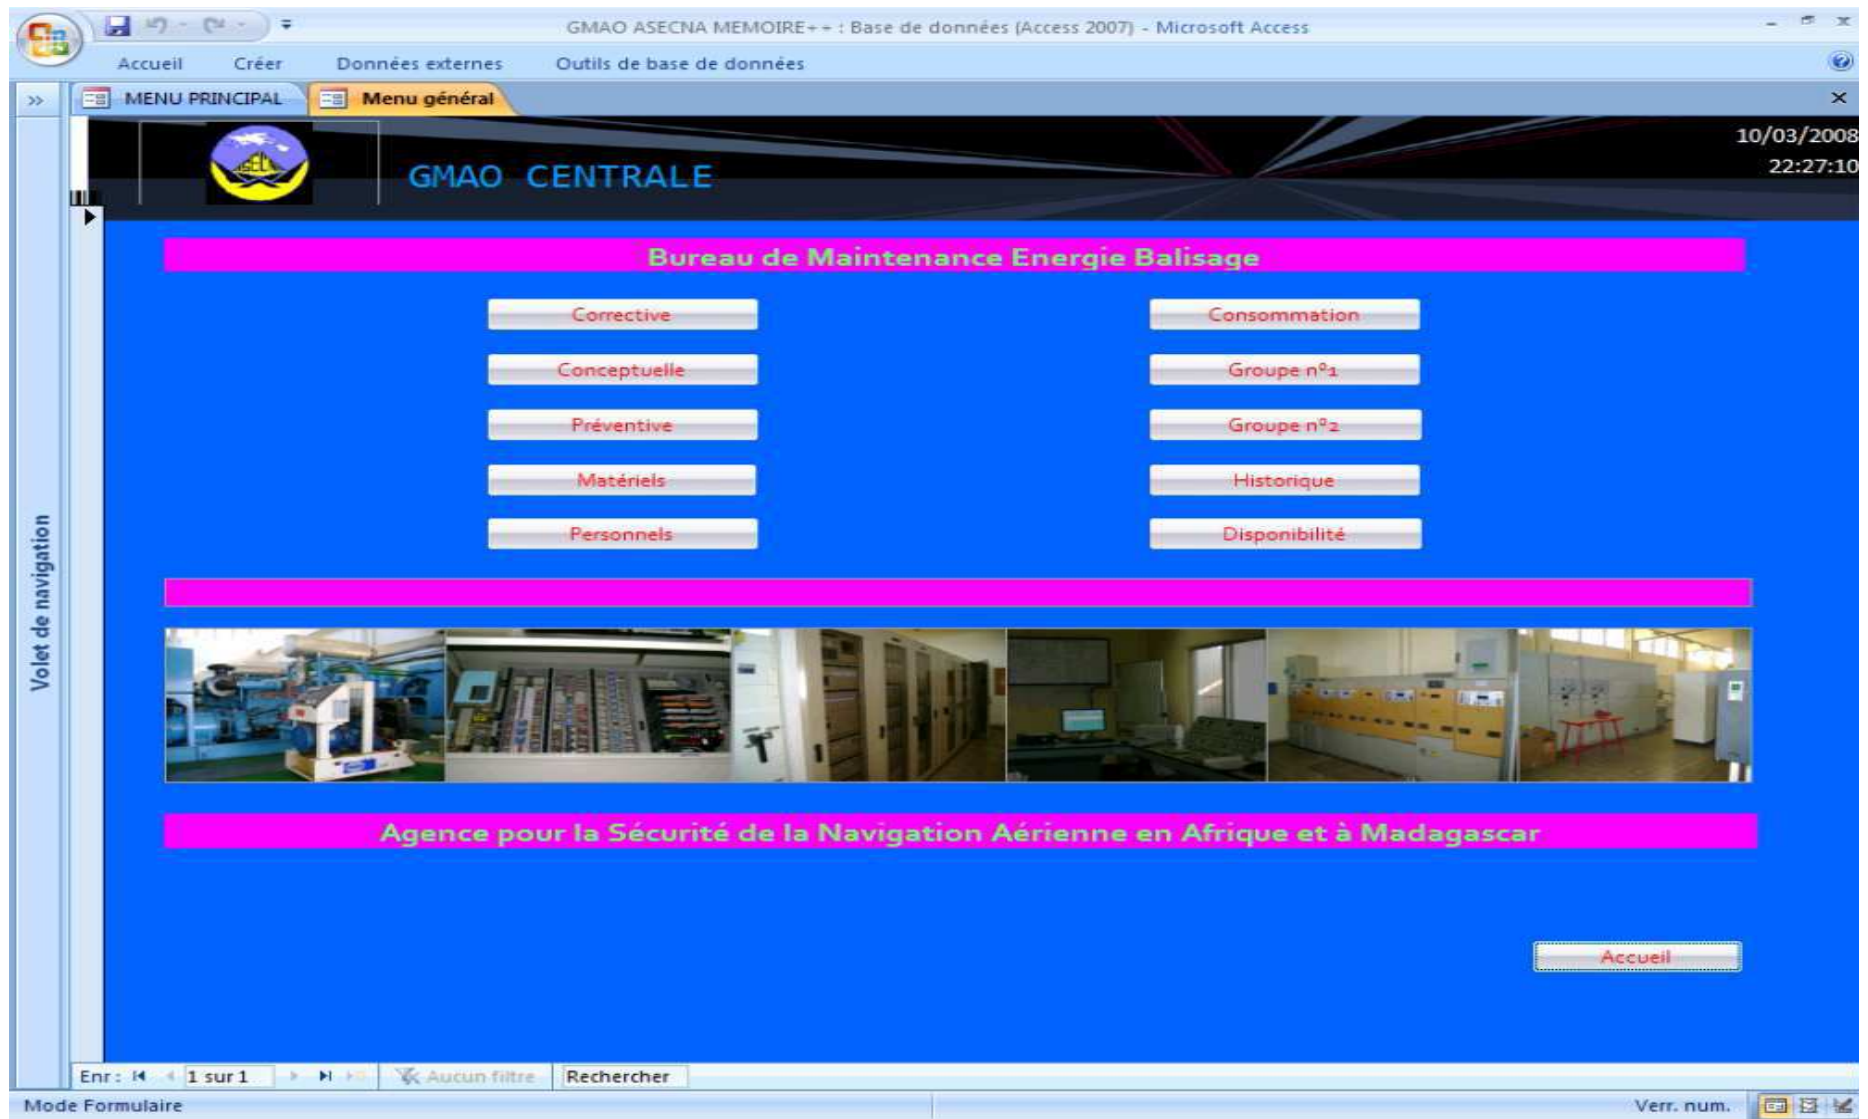 GMAO ASECNA MEMOIRE++ : Base de données (Access 2007) - Microsoft Access
Accueil Créer Données externes Outils de base de données
» MENU PRINCIPAL Menu général
10/03/2008
GMAO CENTRALE
22:27:10
Bureau de Maintenance Energie Balisage
Corrective Consommation
Conceptuelle Groupe n°1
Préventive Groupe n°2
Matériels Historique
Personnels Disponibilité
Volet de navigation
Agence pour la Sécurité de la Navigation Aérienne en Afrique et à Madagascar
Accueil
Enr : 1 sur 1 Aucun filtre Rechercher
Mode Formulaire Verr. num.